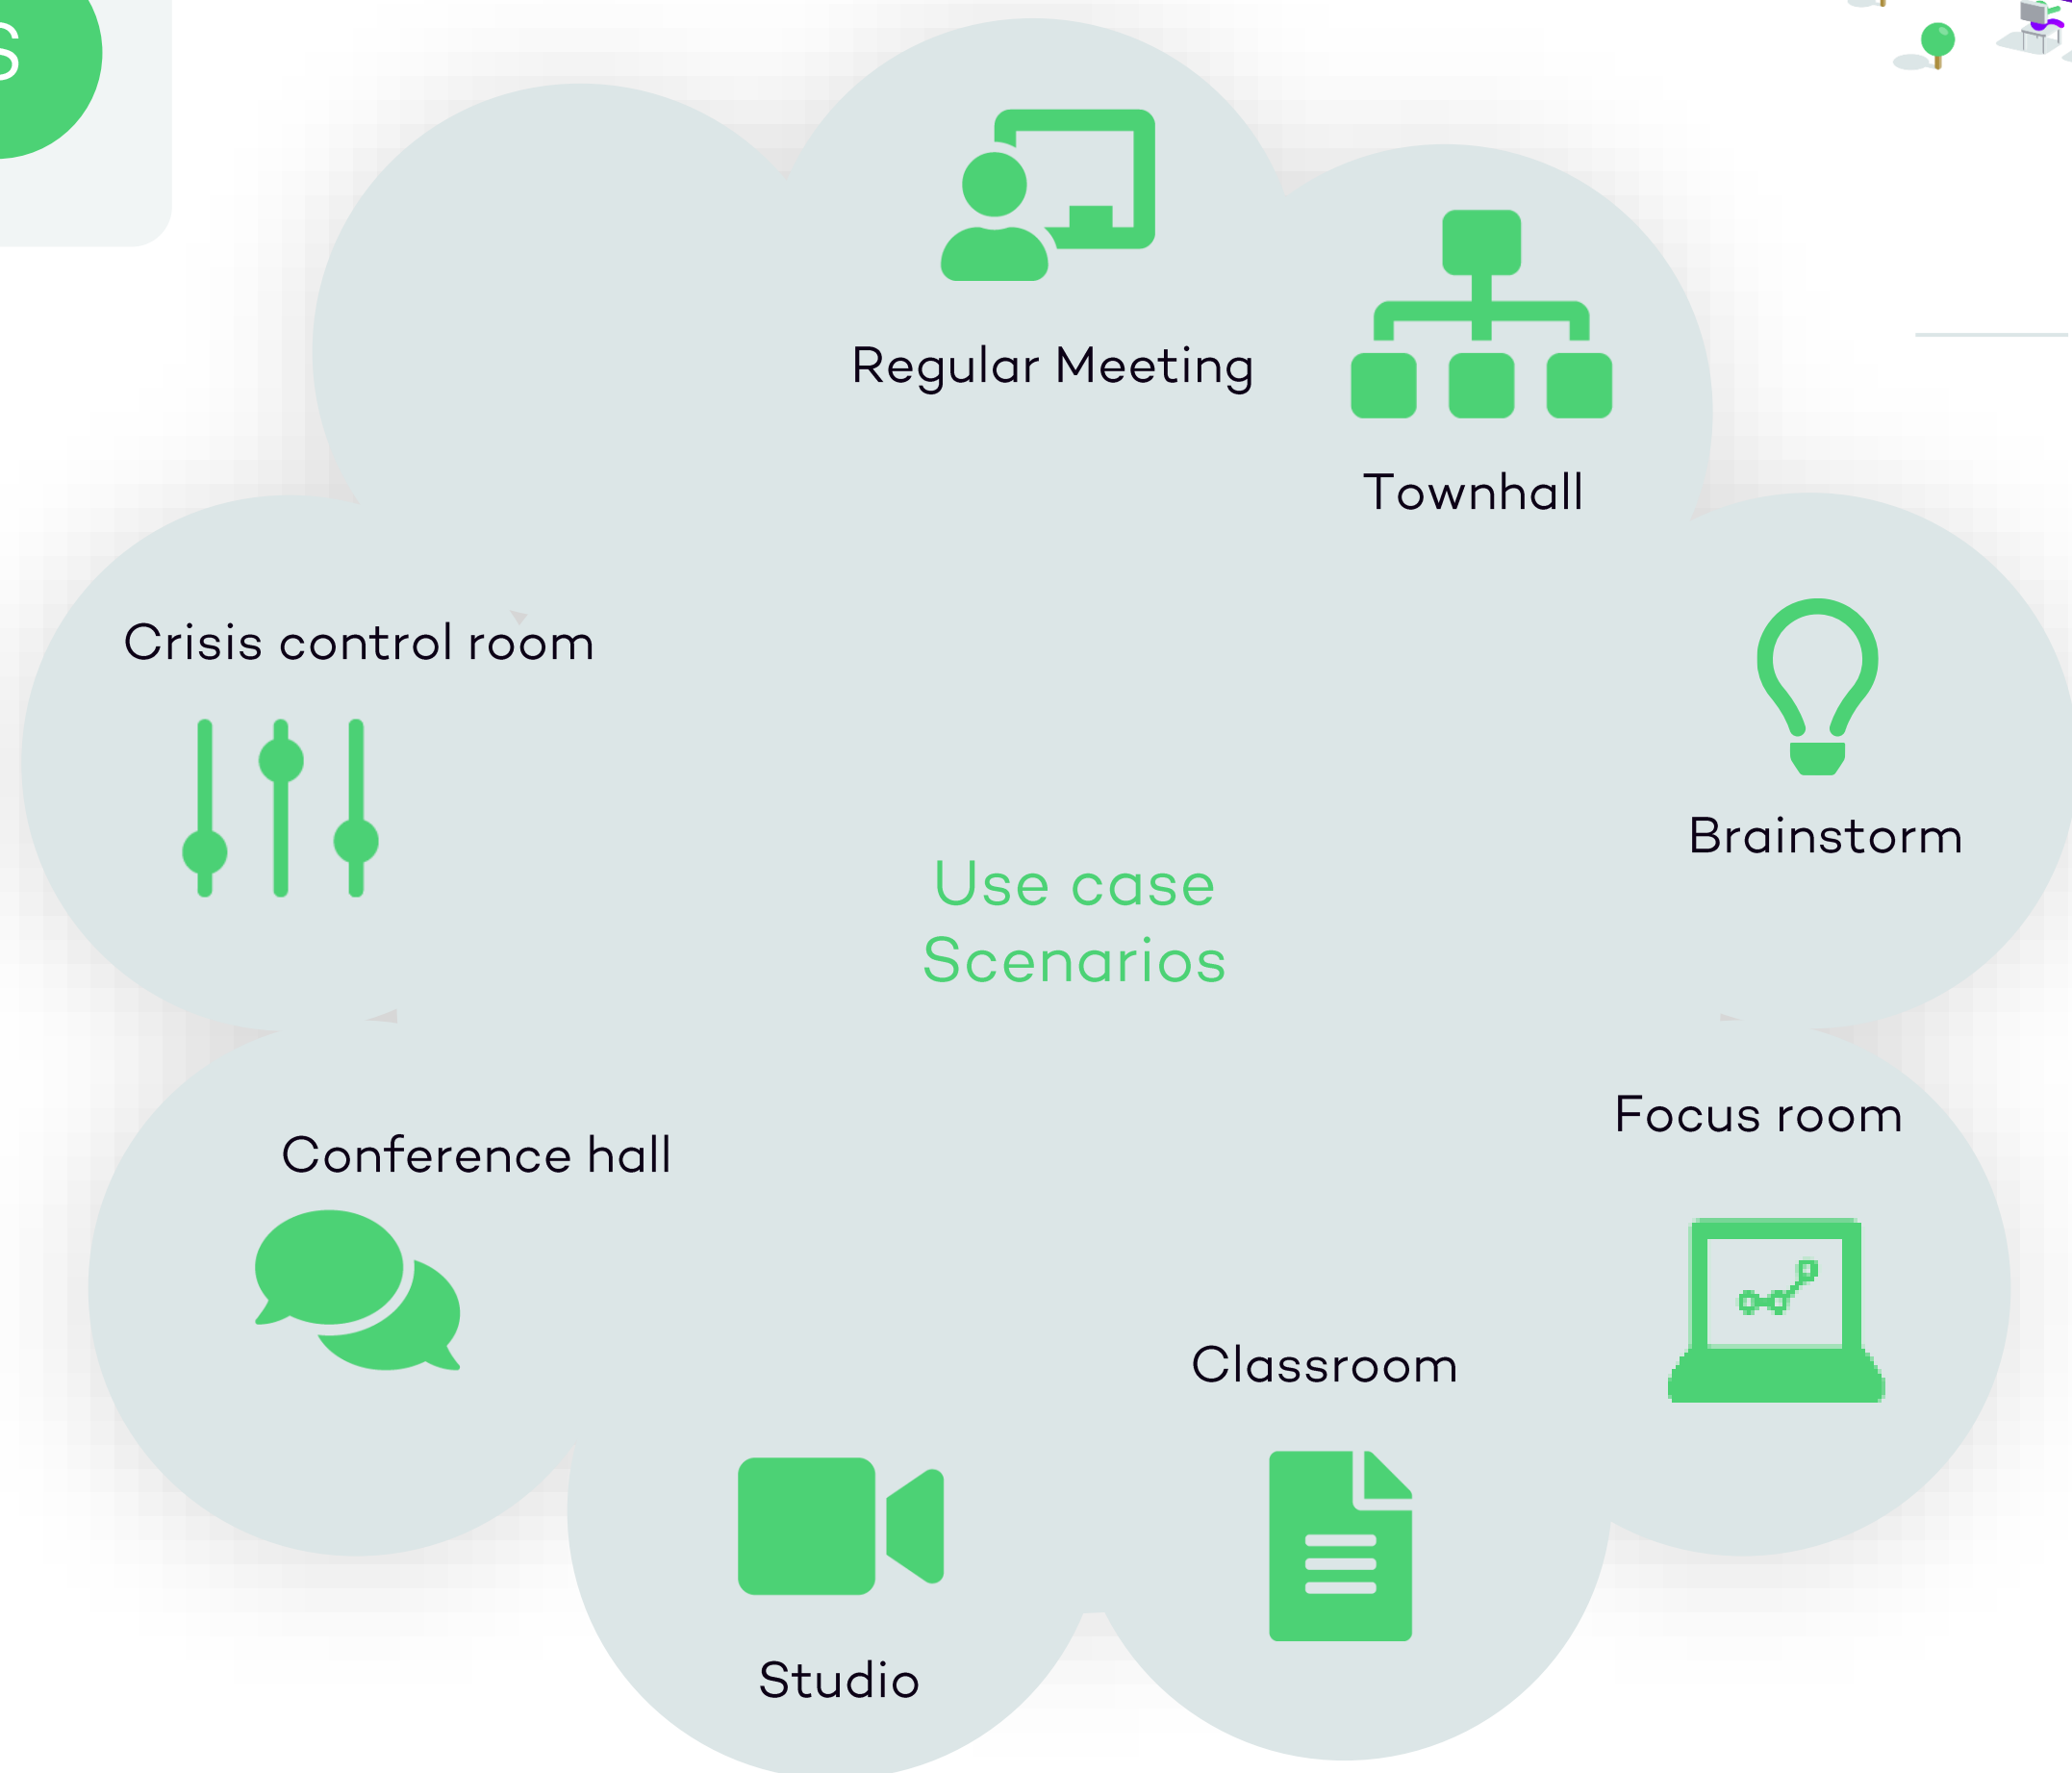 S
Regular Meeting
Townhall
Crisis control room
Brainstorm
Use case
Scenarios
Focus room
Conference hall
Classroom
Studio